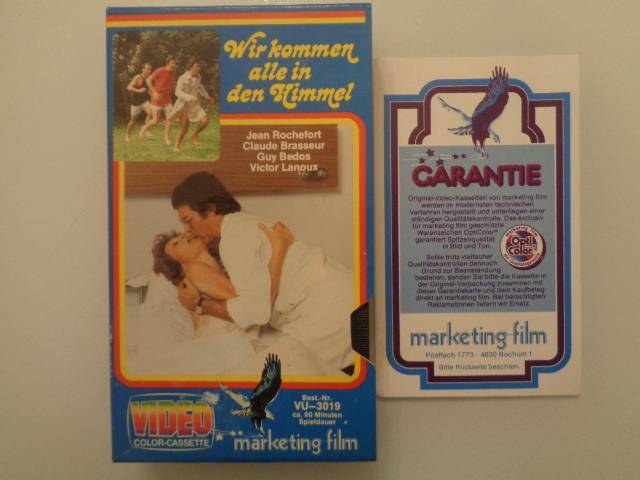 Wir kommen
alle in
den Himmel
Jean Rochefort
Claude Brasseur
Guy Bedos
Victor Lanoux
VIDEO
COLOR-CASSETTE
Best.-Nr.
VU–3019
ca. 90 Minuten
Spieldauer
marketing film
GARANTIE
Original-Video-Kassetten von marketing film
werden im modernsten technischen
Verfahren hergestellt und unterliegen einer
ständigen Qualitätskontrolle. Das exclusiv
für marketing film geschützte
Warenzeichen OptiColor®
garantiert Spitzenqualität
in Bild und Ton.
Opti
Color
Sollte trotz vielfacher
Qualitätskontrollen dennoch
Grund zur Beanstandung
bestehen, senden Sie bitte die Kassette in
der Original-Verpackung zusammen mit
dieser Garantiekarte und dem Kaufbeleg
direkt an marketing film. Bei berechtigten
Reklamationen liefern wir Ersatz.
marketing film
Postfach 1773 - 4630 Bochum 1
Bitte Rückseite beachten.